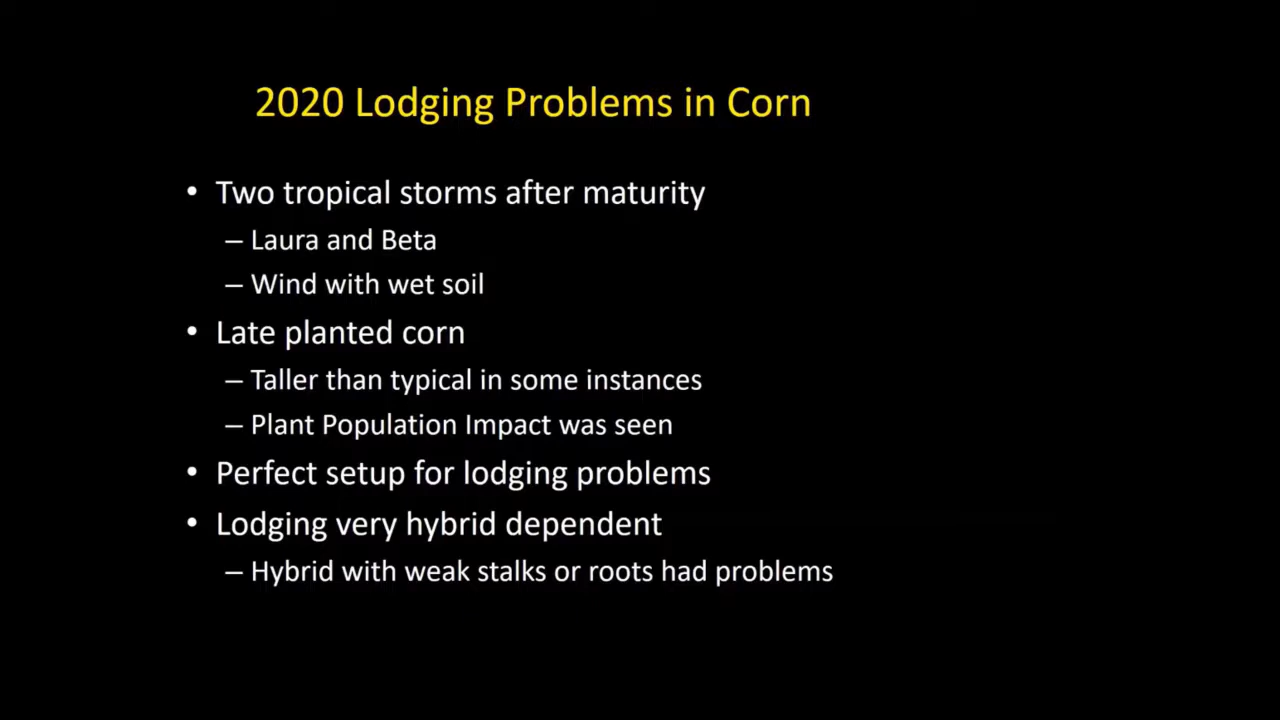 2020 Lodging Problems in Corn
• Two tropical storms after maturity
– Laura and Beta
– Wind with wet soil
• Late planted corn
– Taller than typical in some instances
– Plant Population Impact was seen
• Perfect setup for lodging problems
• Lodging very hybrid dependent
– Hybrid with weak stalks or roots had problems